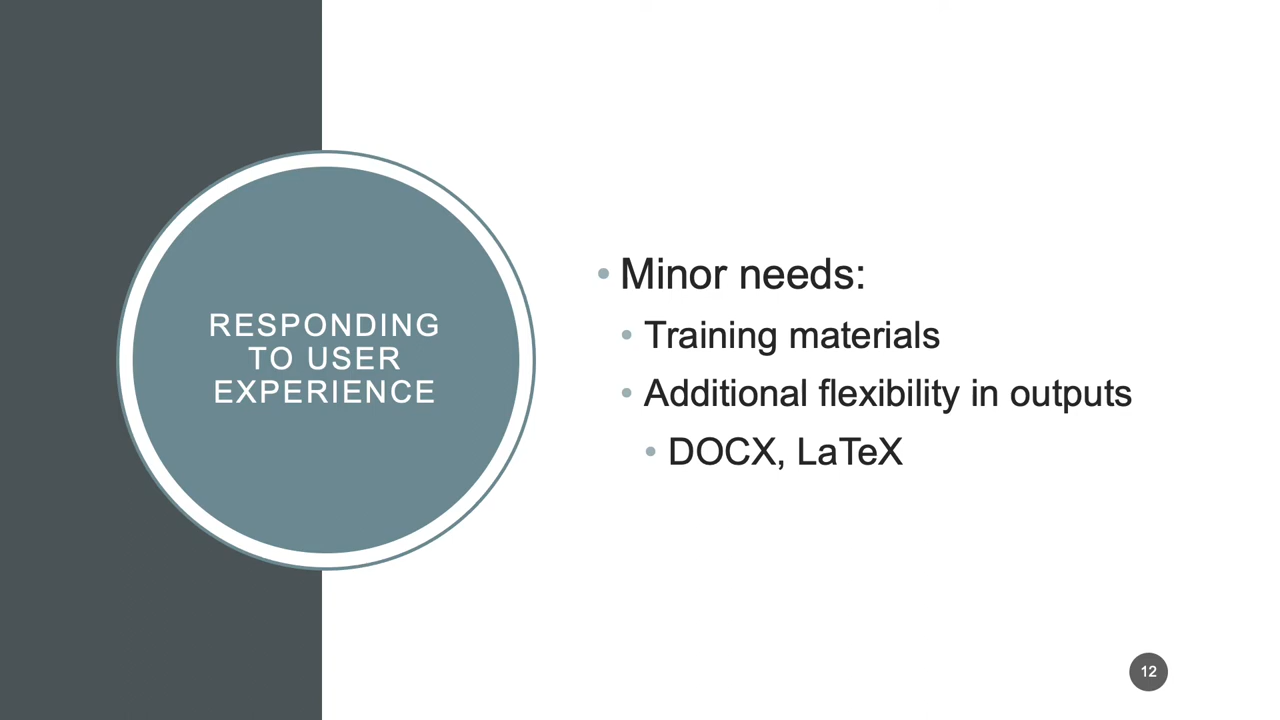 RESPONDING
TO USER
EXPERIENCE
• Minor needs:
• Training materials
• Additional flexibility in outputs
• DOCX, LaTeX
12